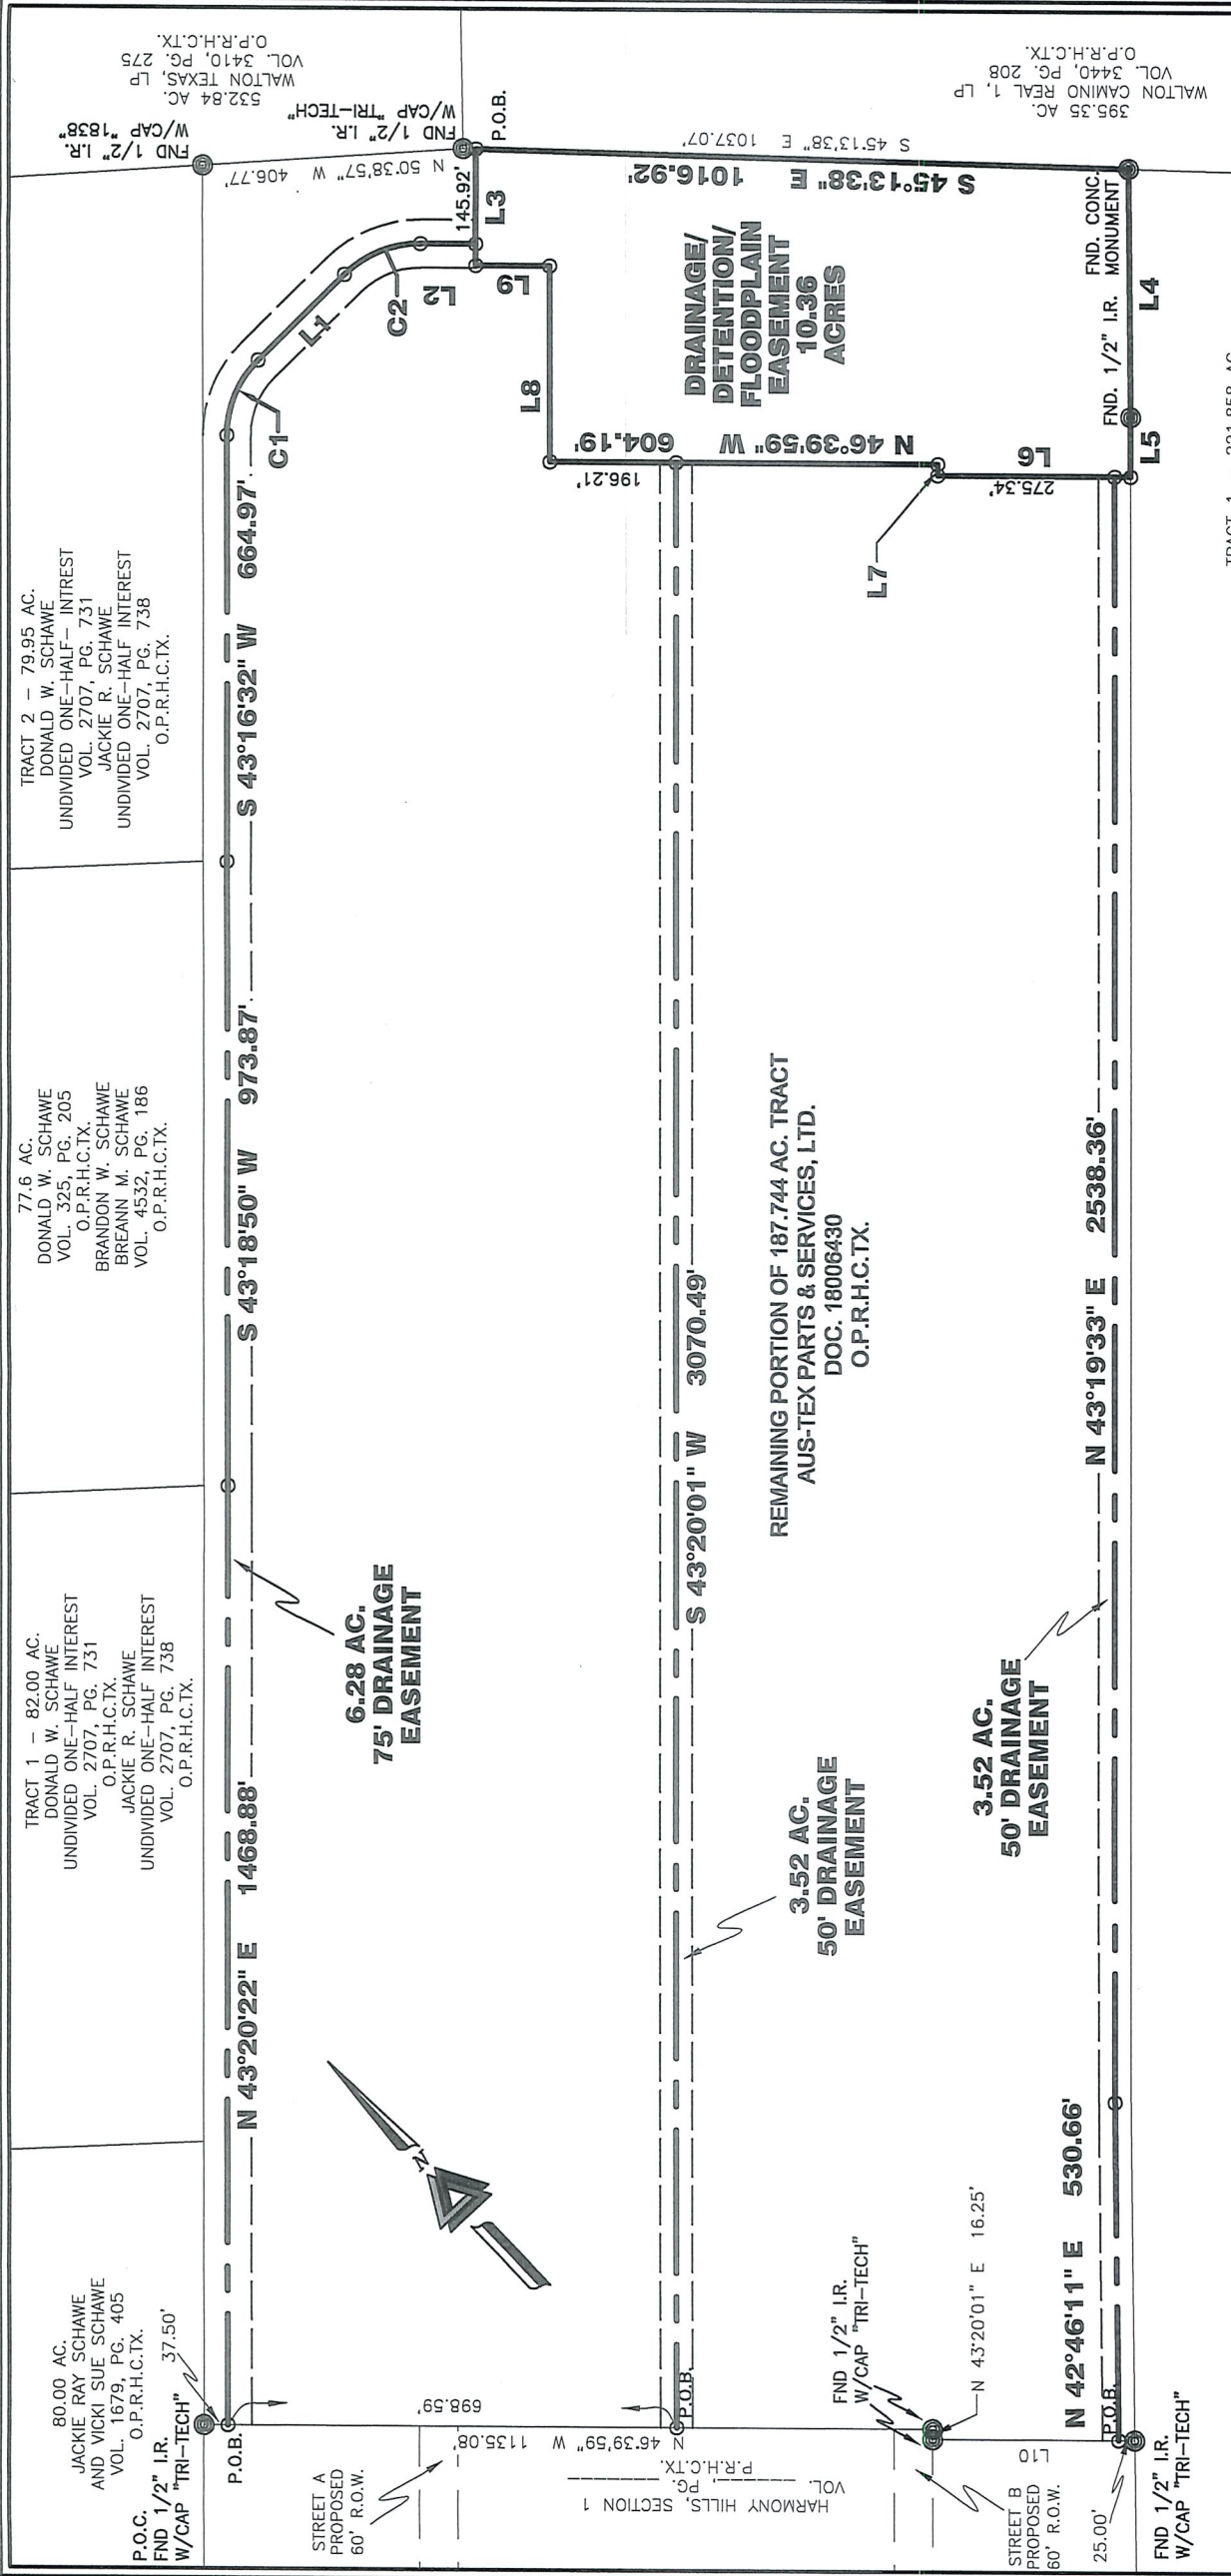 80.00 AC.
JACKIE RAY SCHAWE
AND VICKI SUE SCHAWE
VOL. 1679, PG. 405
O.P.R.H.C.TX.
P.O.C.
FND 1/2" I.R.
W/CAP "TRI-TECH"
37.50'
P.O.B.
TRACT 1 - 82.00 AC.
DONALD W. SCHAWE
UNDIVIDED ONE-HALF INTEREST
VOL. 2707, PG. 731
O.P.R.H.C.TX.
JACKIE R. SCHAWE
UNDIVIDED ONE-HALF INTEREST
VOL. 2707, PG. 738
O.P.R.H.C.TX.
77.6 AC.
DONALD W. SCHAWE
VOL. 325, PG. 205
O.P.R.H.C.TX.
BRANDON W. SCHAWE
BREANN M. SCHAWE
VOL. 4532, PG. 186
O.P.R.H.C.TX.
TRACT 2 - 79.95 AC.
DONALD W. SCHAWE
UNDIVIDED ONE-HALF- INTREST
VOL. 2707, PG. 731
JACKIE R. SCHAWE
UNDIVIDED ONE-HALF INTEREST
VOL. 2707, PG. 738
O.P.R.H.C.TX.
532.84 AC.
WALTON TEXAS, LP
VOL. 3410, PG. 275
O.P.R.H.C.TX.
FND 1/2" I.R.
W/CAP "1838"
FND 1/2" I.R.
W/CAP "TRI-TECH"
P.O.B.
N 50°38'57" W 406.77'
N 43°20'22" E 1468.88'
S 43°18'50" W 973.87'
S 43°16'32" W 664.97'
C1
L1
C2
L2
145.92'
L3
L9
L8
6.28 AC.
75' DRAINAGE
EASEMENT
DRAINAGE/
DETENTION/
FLOODPLAIN
EASEMENT
10.36
ACRES
S 45°13'38" E 1016.92'
S 45°13'38" E 1037.07'
395.35 AC.
WALTON CAMINO REAL 1, LP
VOL. 3440, PG. 208
O.P.R.H.C.TX.
N 46°39'59" W 604.19'
196.21'
L7
275.34'
L6
L5
L4
FND. 1/2" I.R.
FND. CONC.
MONUMENT
STREET A
PROPOSED
60' R.O.W.
N 46°39'59" W 1135.08'
698.59'
P.O.B.
S 43°20'01" W 3070.49'
3.52 AC.
50' DRAINAGE
EASEMENT
REMAINING PORTION OF 187.744 AC. TRACT
AUS-TEX PARTS & SERVICES, LTD.
DOC. 18006430
O.P.R.H.C.TX.
HARMONY HILLS, SECTION 1
VOL. ____, PG. ____
P.R.H.C.TX.
FND 1/2" I.R.
W/CAP "TRI-TECH"
N 43°20'01" E 16.25'
STREET B
PROPOSED
60' R.O.W.
L10
3.52 AC.
50' DRAINAGE
EASEMENT
N 42°46'11" E 530.66'
N 43°19'33" E 2538.36'
P.O.B.
25.00'
FND 1/2" I.R.
W/CAP "TRI-TECH"
N